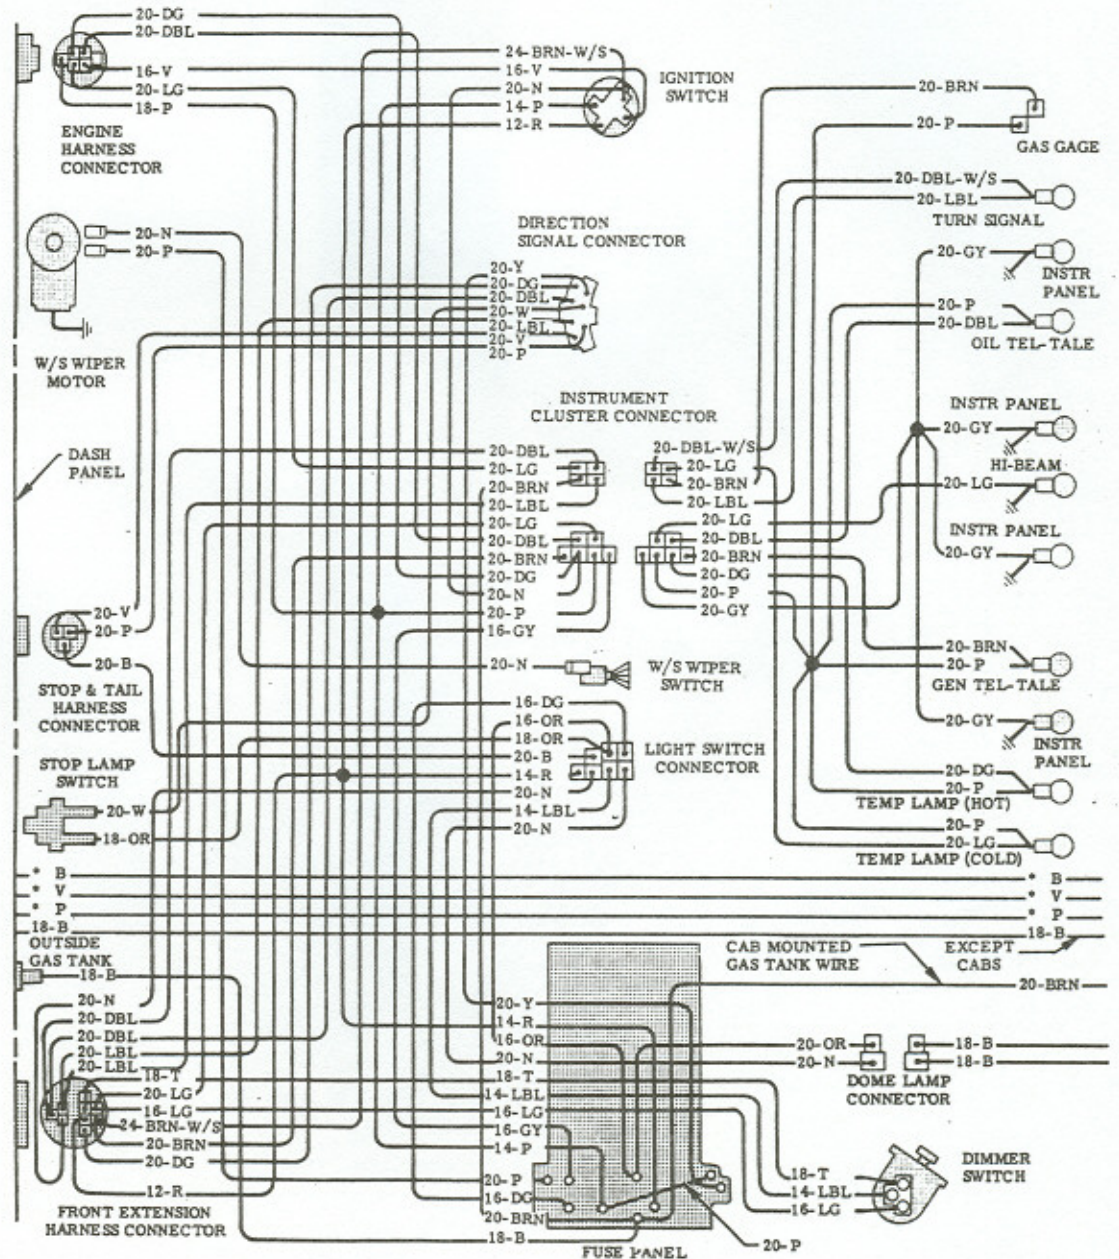 20-DG
20-DBL
16-V
20-LG
18-P
ENGINE
HARNESS
CONNECTOR
24-BRN-W/S
16-V
20-N
14-P
12-R
IGNITION
SWITCH
20-BRN
20-P
GAS GAGE
20-DBL-W/S
20-LBL
TURN SIGNAL
20-GY
INSTR
PANEL
20-P
20-DBL
OIL TEL-TALE
20-N
20-P
W/S WIPER
MOTOR
DIRECTION
SIGNAL CONNECTOR
20-Y
20-DG
20-DBL
20-W
20-LBL
20-V
20-P
INSTRUMENT
CLUSTER CONNECTOR
INSTR PANEL
20-GY
HI-BEAM
20-LG
INSTR PANEL
20-GY
DASH
PANEL
20-DBL
20-LG
20-BRN
20-LBL
20-LG
20-DBL
20-BRN
20-DG
20-N
20-P
16-GY
20-DBL-W/S
20-LG
20-BRN
20-LBL
20-LG
20-DBL
20-BRN
20-DG
20-P
20-GY
20-V
20-P
20-B
STOP & TAIL
HARNESS
CONNECTOR
20-N
W/S WIPER
SWITCH
20-BRN
20-P
GEN TEL-TALE
20-GY
INSTR
PANEL
STOP LAMP
SWITCH
20-W
18-OR
16-DG
16-OR
18-OR
20-B
14-R
20-N
14-LBL
20-N
LIGHT SWITCH
CONNECTOR
20-DG
20-P
TEMP LAMP (HOT)
20-P
20-LG
TEMP LAMP (COLD)
* B
* V
* P
18-B
* B
* V
* P
18-B
OUTSIDE
GAS TANK
18-B
CAB MOUNTED
GAS TANK WIRE
EXCEPT
CABS
20-BRN
20-N
20-DBL
20-DBL
20-LBL
20-LBL
18-T
20-LG
16-LG
24-BRN-W/S
20-BRN
20-DG
12-R
FRONT EXTENSION
HARNESS CONNECTOR
20-Y
14-R
16-OR
20-N
18-T
14-LBL
16-LG
16-GY
14-P
20-P
16-DG
20-BRN
18-B
FUSE PANEL
20-P
20-OR
20-N
18-B
18-B
DOME LAMP
CONNECTOR
18-T
14-LBL
16-LG
DIMMER
SWITCH